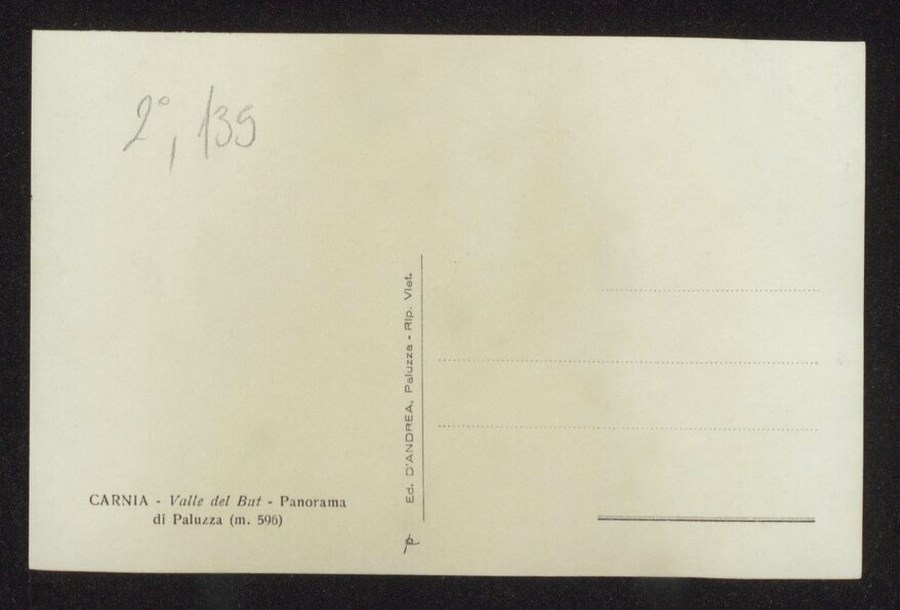 2°, 139
Ed. D'ANDREA, Paluzza - Rip. Viet.
CARNIA - Valle del But - Panorama
di Paluzza (m. 596)